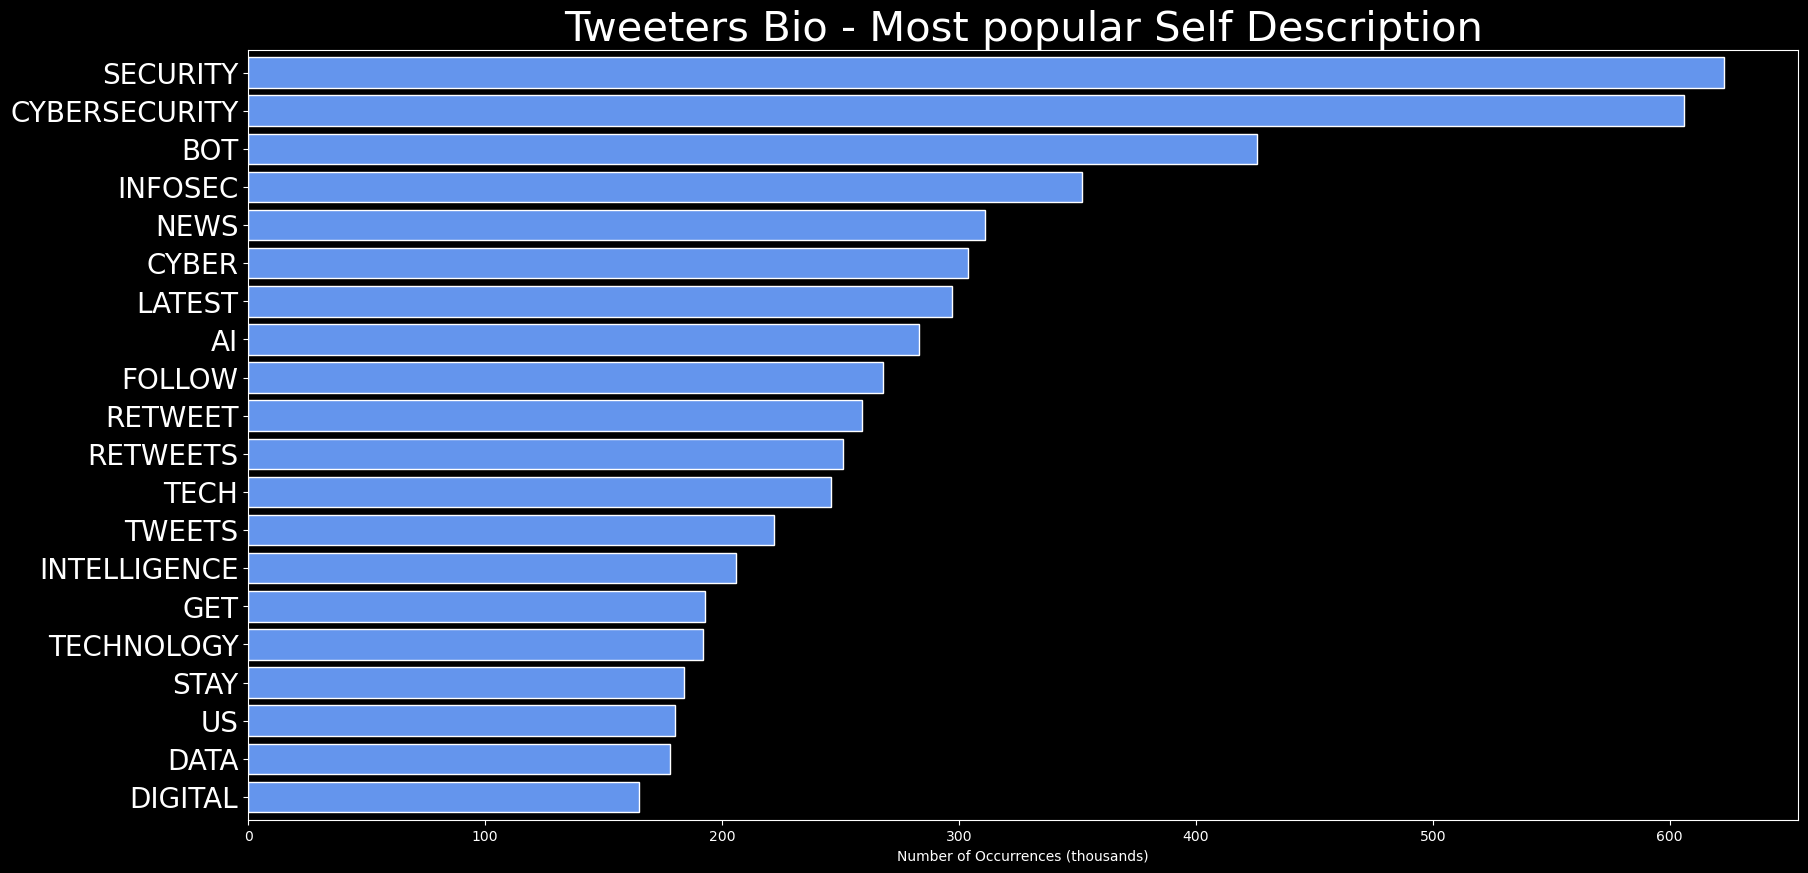 Tweeters Bio - Most popular Self Description
SECURITY
CYBERSECURITY
BOT
INFOSEC
NEWS
CYBER
LATEST
AI
FOLLOW
RETWEET
RETWEETS
TECH
TWEETS
INTELLIGENCE
GET
TECHNOLOGY
STAY
US
DATA
DIGITAL
0 100 200 300 400 500 600
Number of Occurrences (thousands)